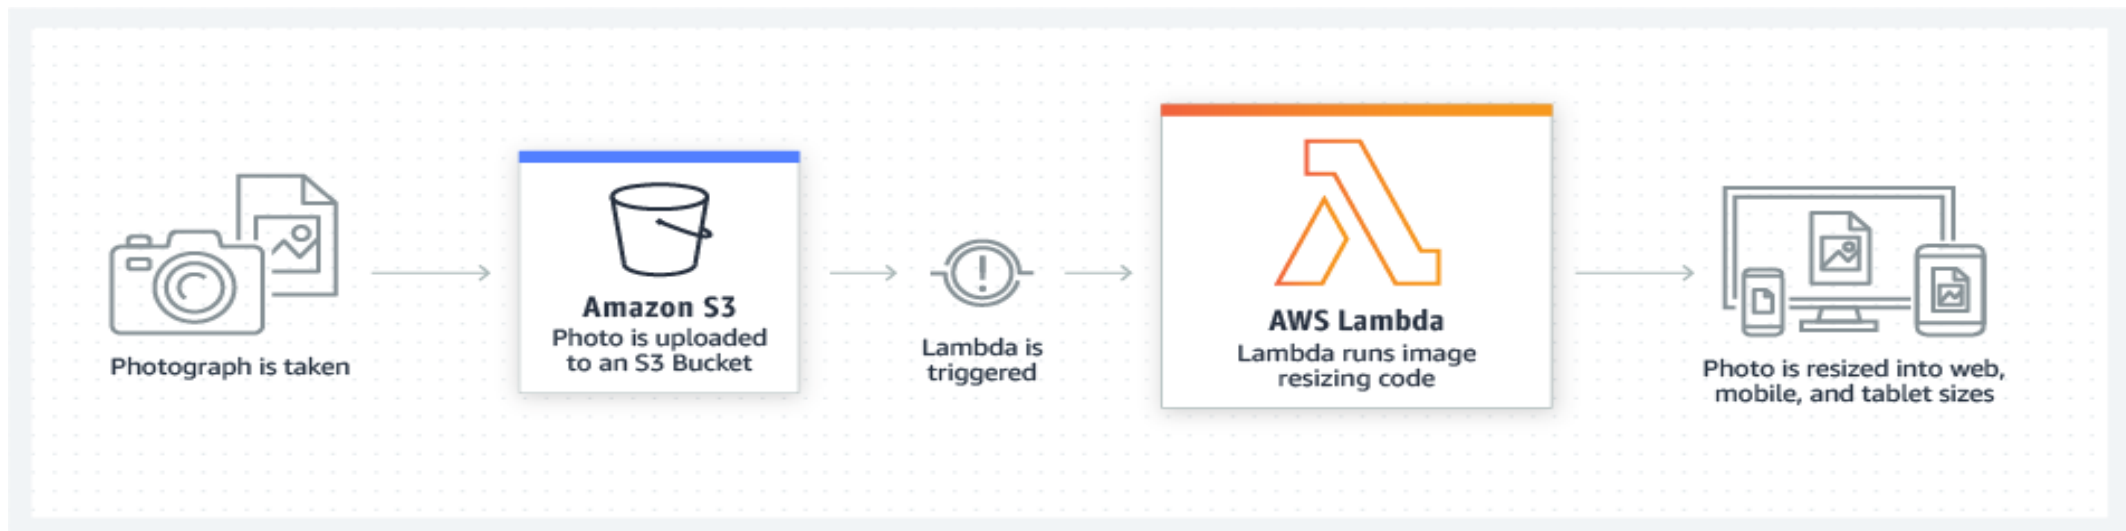 Photograph is taken
Amazon S3
Photo is uploaded
to an S3 Bucket
Lambda is
triggered
AWS Lambda
Lambda runs image
resizing code
Photo is resized into web,
mobile, and tablet sizes